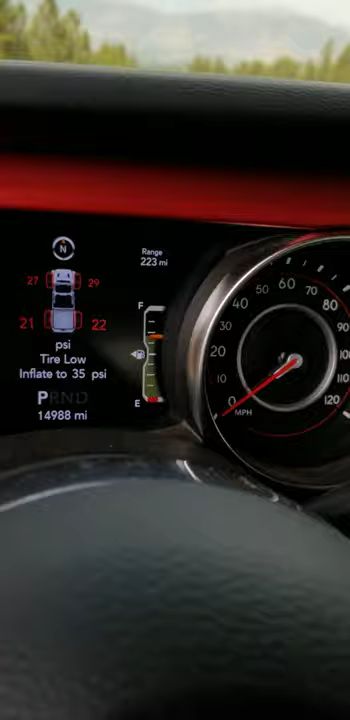 N
Range
223 mi
27 29
21 22
psi
Tire Low
Inflate to 35 psi
PRND
14988 mi
F
E
0
10
20
30
40
50
60
70
80
90
100
120
MPH